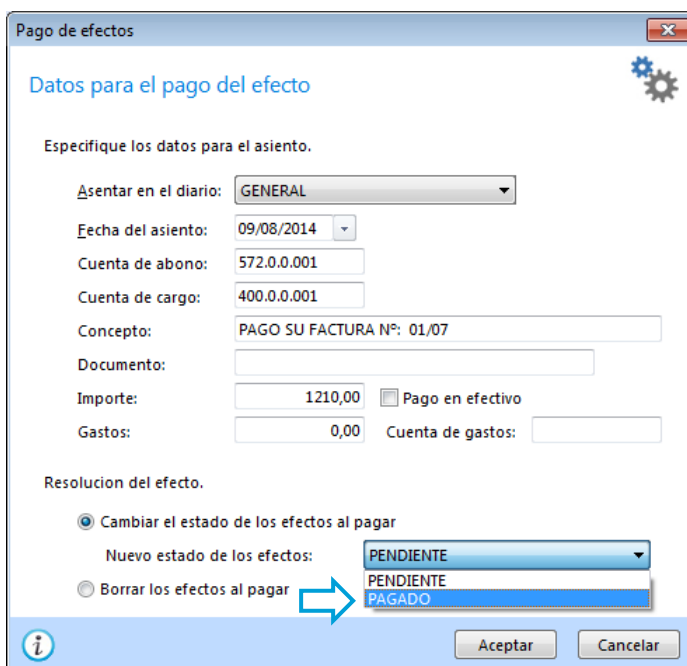 Pago de efectos
Datos para el pago del efecto
Especifique los datos para el asiento.
Asentar en el diario: GENERAL
Fecha del asiento: 09/08/2014
Cuenta de abono: 572.0.0.001
Cuenta de cargo: 400.0.0.001
Concepto: PAGO SU FACTURA Nº: 01/07
Documento:
Importe: 1210,00 Pago en efectivo
Gastos: 0,00 Cuenta de gastos:
Resolucion del efecto.
Cambiar el estado de los efectos al pagar
Nuevo estado de los efectos: PENDIENTE
PENDIENTE
Borrar los efectos al pagar PAGADO
Aceptar Cancelar